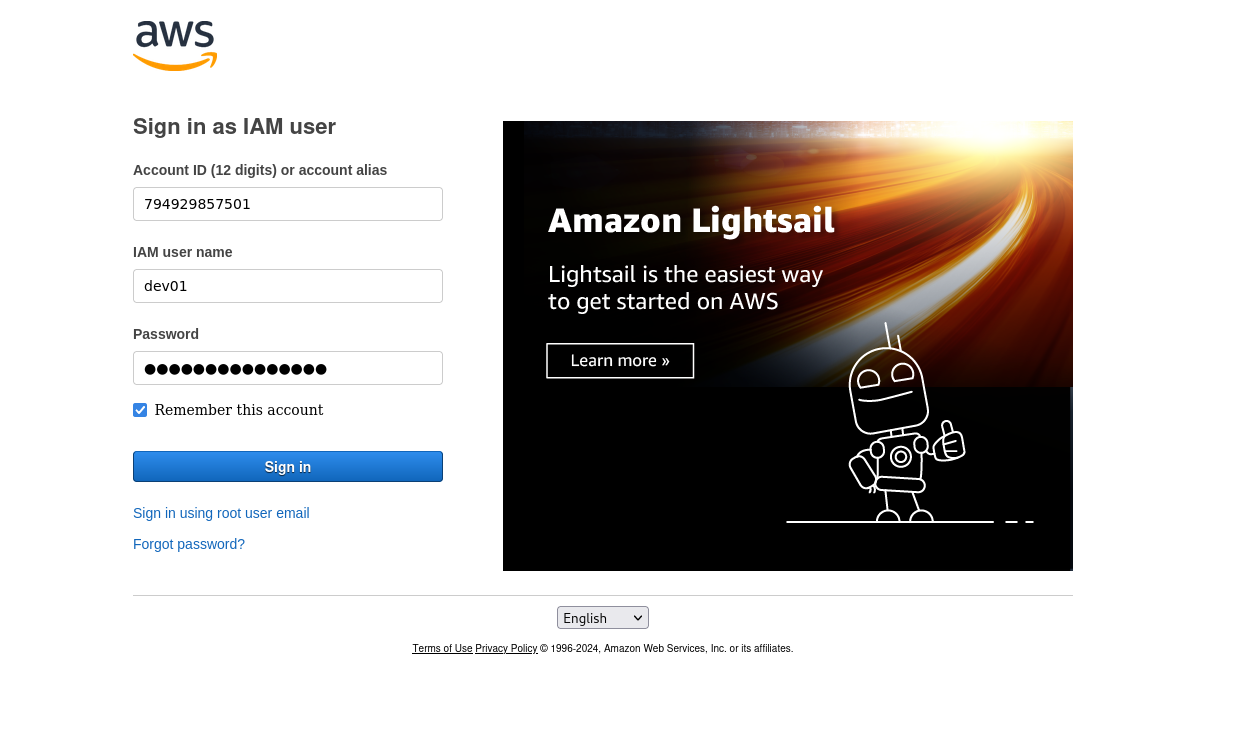 aws
Sign in as IAM user
Account ID (12 digits) or account alias
794929857501
IAM user name
dev01
Password
●●●●●●●●●●●●●●●
Remember this account
Sign in
Sign in using root user email
Forgot password?
Amazon Lightsail
Lightsail is the easiest way
to get started on AWS
Learn more »
English
Terms of Use Privacy Policy © 1996-2024, Amazon Web Services, Inc. or its affiliates.